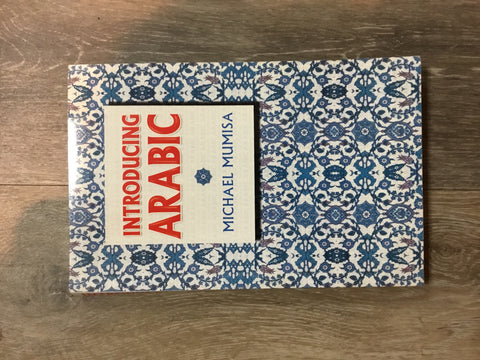 INTRODUCING
ARABIC
MICHAEL MUMISA